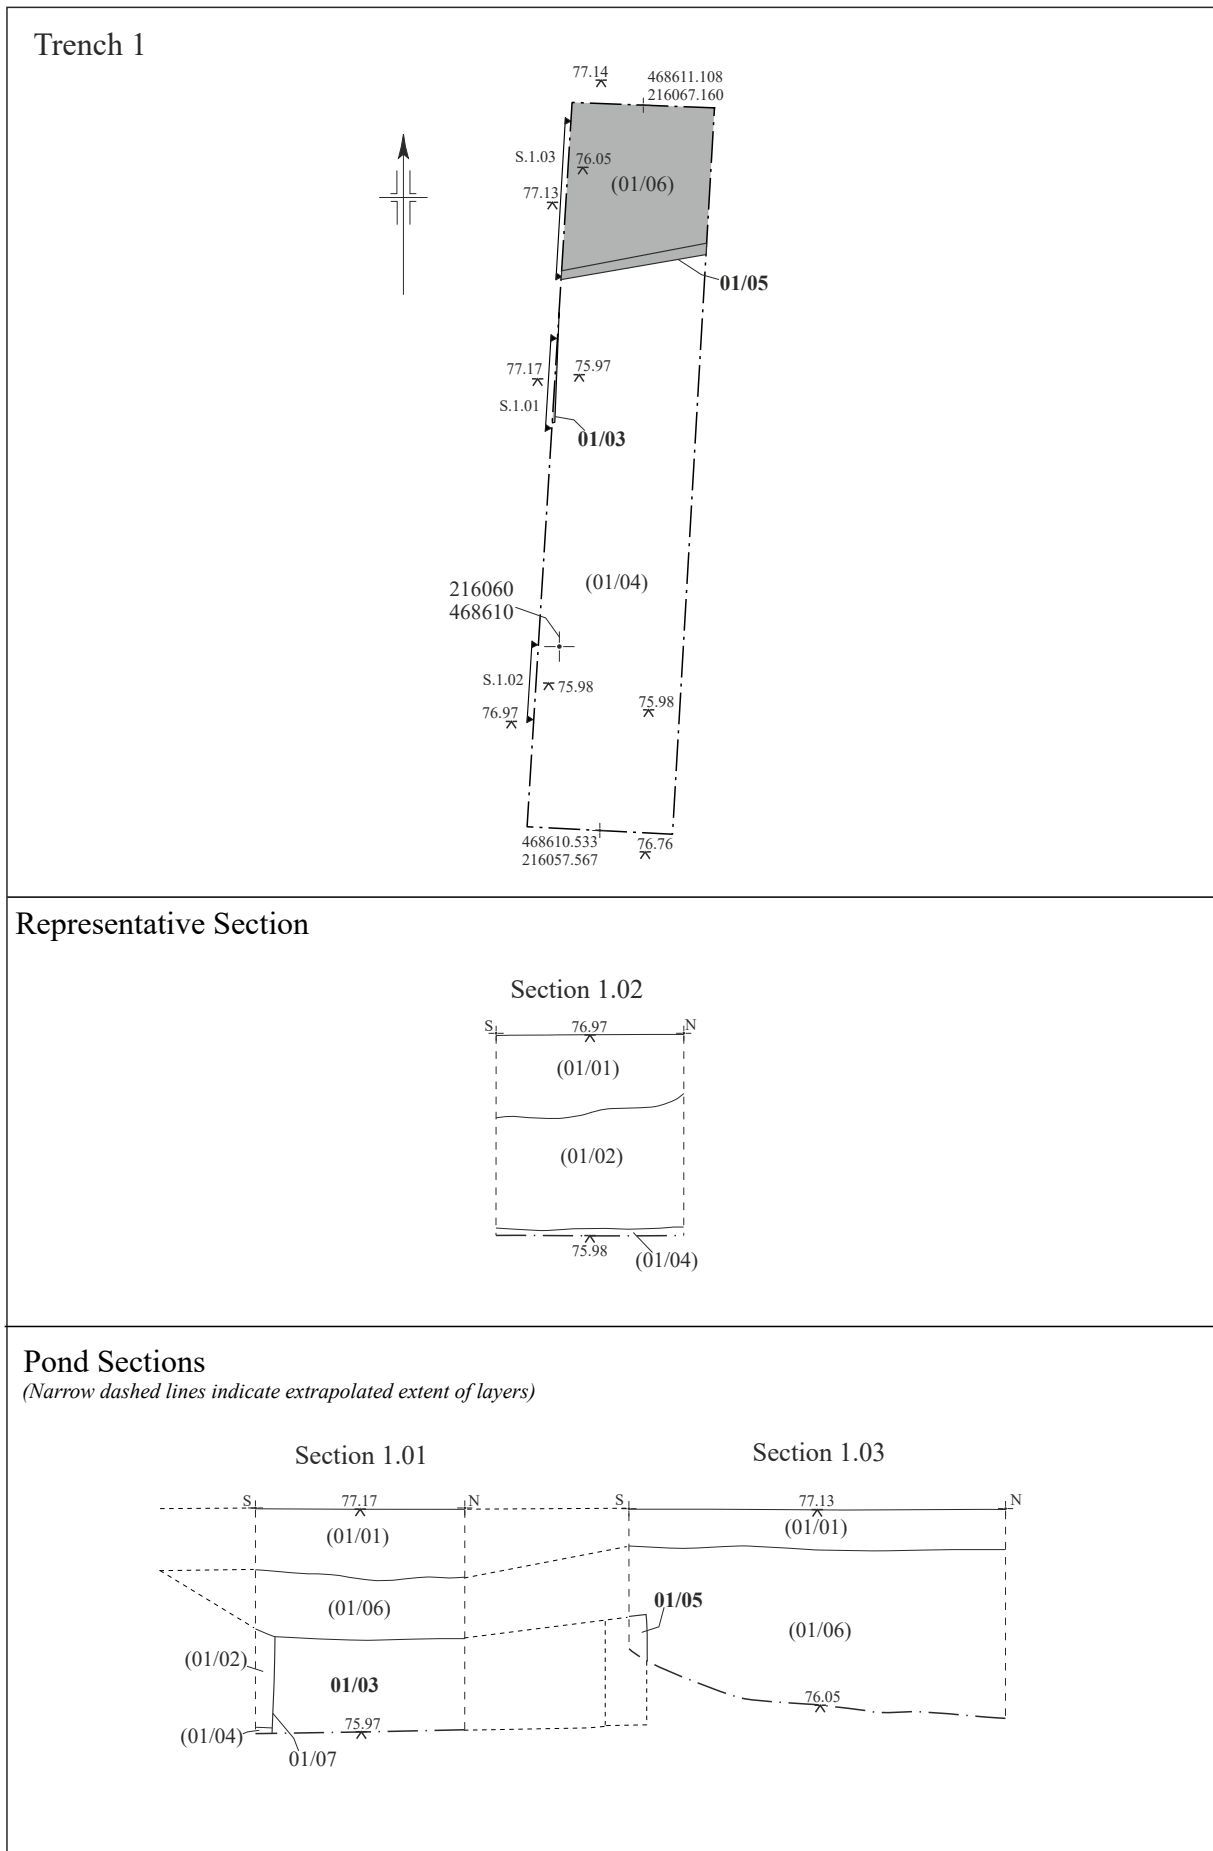 Trench 1
77.14
468611.108
216067.160
S.1.03
76.05
(01/06)
77.13
01/05
77.17
75.97
S.1.01
01/03
(01/04)
216060
468610
S.1.02
75.98
76.97
75.98
468610.533
216057.567
76.76
Representative Section
Section 1.02
S
76.97
N
(01/01)
(01/02)
75.98
(01/04)
Pond Sections
(Narrow dashed lines indicate extrapolated extent of layers)
Section 1.01
S
77.17
N
(01/01)
(01/06)
(01/02)
01/03
(01/04)
75.97
01/07
Section 1.03
S
77.13
N
(01/01)
01/05
(01/06)
76.05